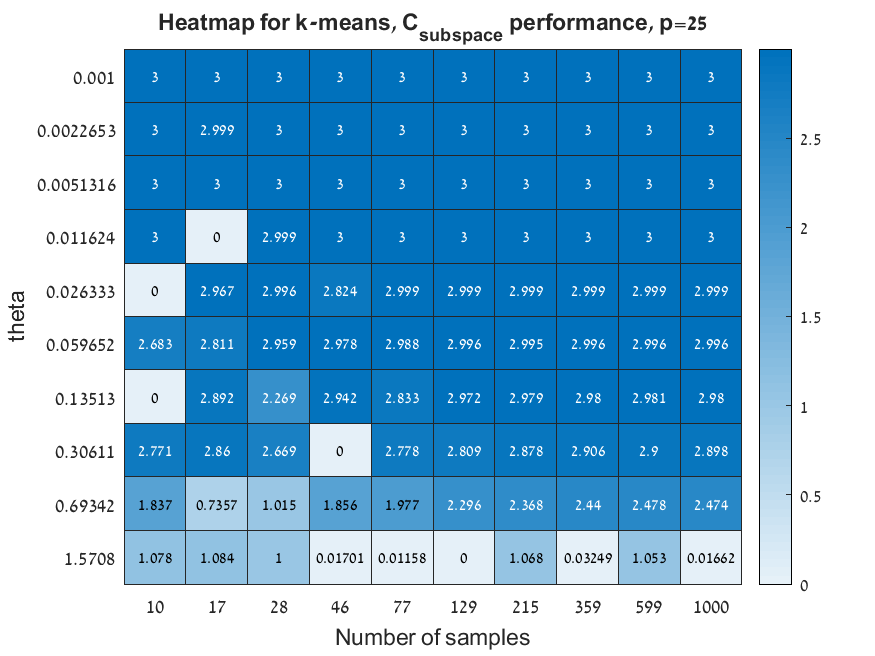 Heatmap for k-means, C_subspace performance, p=25
theta
0.001 3 3 3 3 3 3 3 3 3 3
0.0022653 3 2.999 3 3 3 3 3 3 3 3
0.0051316 3 3 3 3 3 3 3 3 3 3
0.011624 3 0 2.999 3 3 3 3 3 3 3
0.026333 0 2.967 2.996 2.824 2.999 2.999 2.999 2.999 2.999 2.999
0.059652 2.683 2.811 2.959 2.978 2.988 2.996 2.995 2.996 2.996 2.996
0.13513 0 2.892 2.269 2.942 2.833 2.972 2.979 2.98 2.981 2.98
0.30611 2.771 2.86 2.669 0 2.778 2.809 2.878 2.906 2.9 2.898
0.69342 1.837 0.7357 1.015 1.856 1.977 2.296 2.368 2.44 2.478 2.474
1.5708 1.078 1.084 1 0.01701 0.01158 0 1.068 0.03249 1.053 0.01662
10 17 28 46 77 129 215 359 599 1000
Number of samples
2.5
2
1.5
1
0.5
0